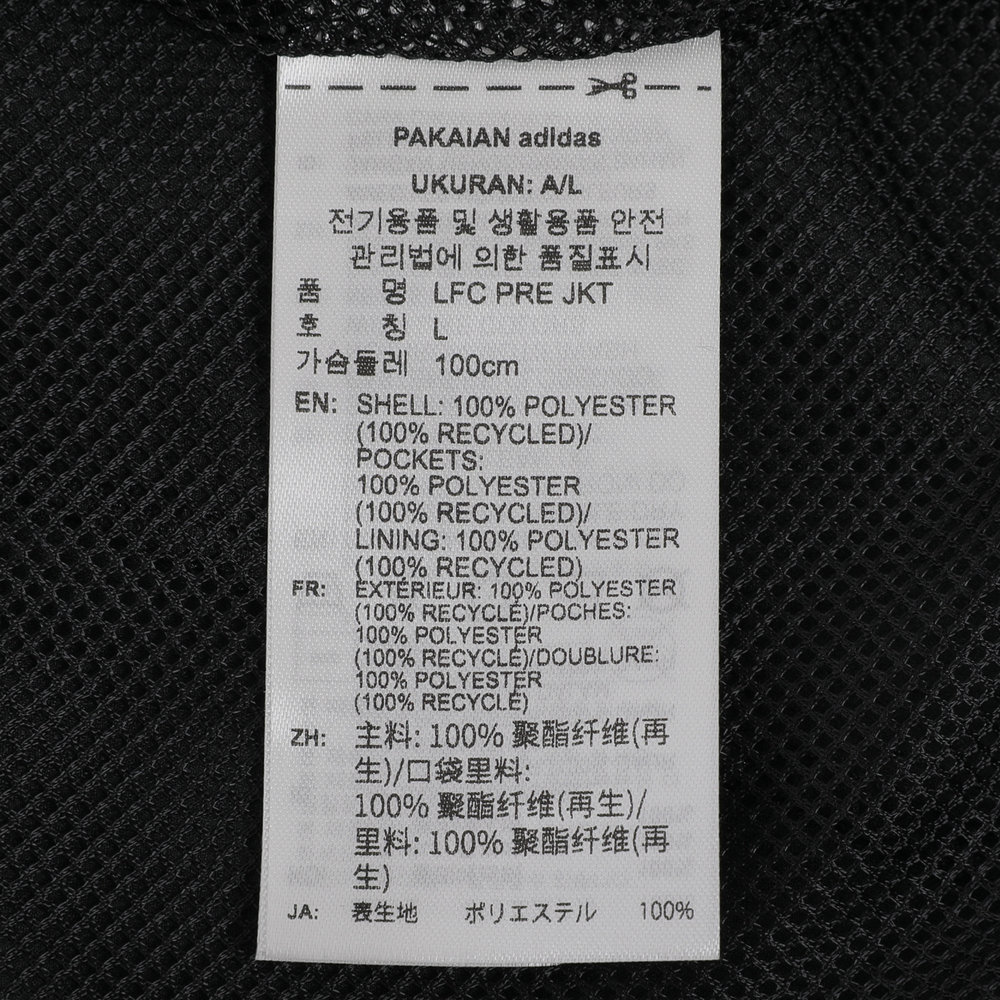 PAKAIAN adidas
UKURAN: A/L
전기용품 및 생활용품 안전
관리법에 의한 품질표시
품 명 LFC PRE JKT
호 칭 L
가슴둘레 100cm
EN: SHELL: 100% POLYESTER
(100% RECYCLED)/
POCKETS:
100% POLYESTER
(100% RECYCLED)/
LINING: 100% POLYESTER
(100% RECYCLED)
FR: EXTÉRIEUR: 100% POLYESTER
(100% RECYCLÉ)/POCHES:
100% POLYESTER
(100% RECYCLÉ)/DOUBLURE:
100% POLYESTER
(100% RECYCLÉ)
ZH: 主料: 100% 聚酯纤维(再
生)/口袋里料:
100% 聚酯纤维(再生)/
里料: 100% 聚酯纤维(再
生)
JA: 表生地 ポリエステル 100%